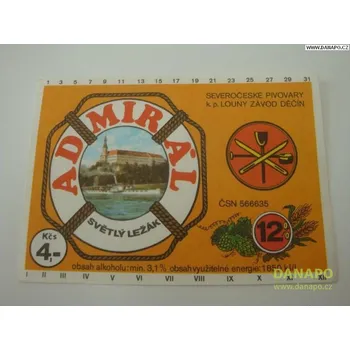 WWW.DANAPO.CZ
1 3 5 7 9 11 13 15 17 19 21 23 25 27 29 31
SEVEROČESKÉ PIVOVARY
k.p. LOUNY ZÁVOD DĚČÍN
ADMIRÁL
SVĚTLÝ LEŽÁK
ČSN 566635
Kčs
4,-
12%
obsah alkoholu: min. 3,1% obsah využitelné energie: 1850
I II III IV V VI VII VIII IX X XI XII
DANAPO
www.danapo.cz